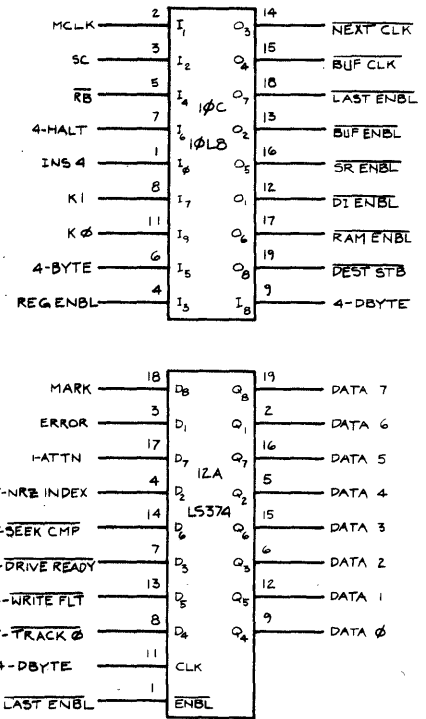 2 14
MCLK I1 O3 NEXT CLK
3 15
SC I2 O4 BUF CLK
5 18
RB I4 1ØC O7 LAST ENBL
7 13
4-HALT I6 1ØL8 O2 BUF ENBL
1 16
INS 4 IØ O5 SR ENBL
8 12
K1 I7 O1 DI ENBL
11 17
KØ I9 O6 RAM ENBL
6 19
4-BYTE I5 O8 DEST STB
4 9
REG ENBL I3 I8 4-DBYTE
18 19
MARK D8 Q8 DATA 7
3 2
ERROR D1 Q1 DATA 6
17 16
1-ATTN D7 12A Q7 DATA 5
4 5
-NRZ INDEX D2 LS374 Q2 DATA 4
14 15
-SEEK CMP D6 Q6 DATA 3
7 6
-DRIVE READY D3 Q3 DATA 2
13 12
-WRITE FLT D5 Q5 DATA 1
8 9
-TRACK Ø D4 Q4 DATA Ø
11
-DBYTE CLK
1
LAST ENBL ENBL